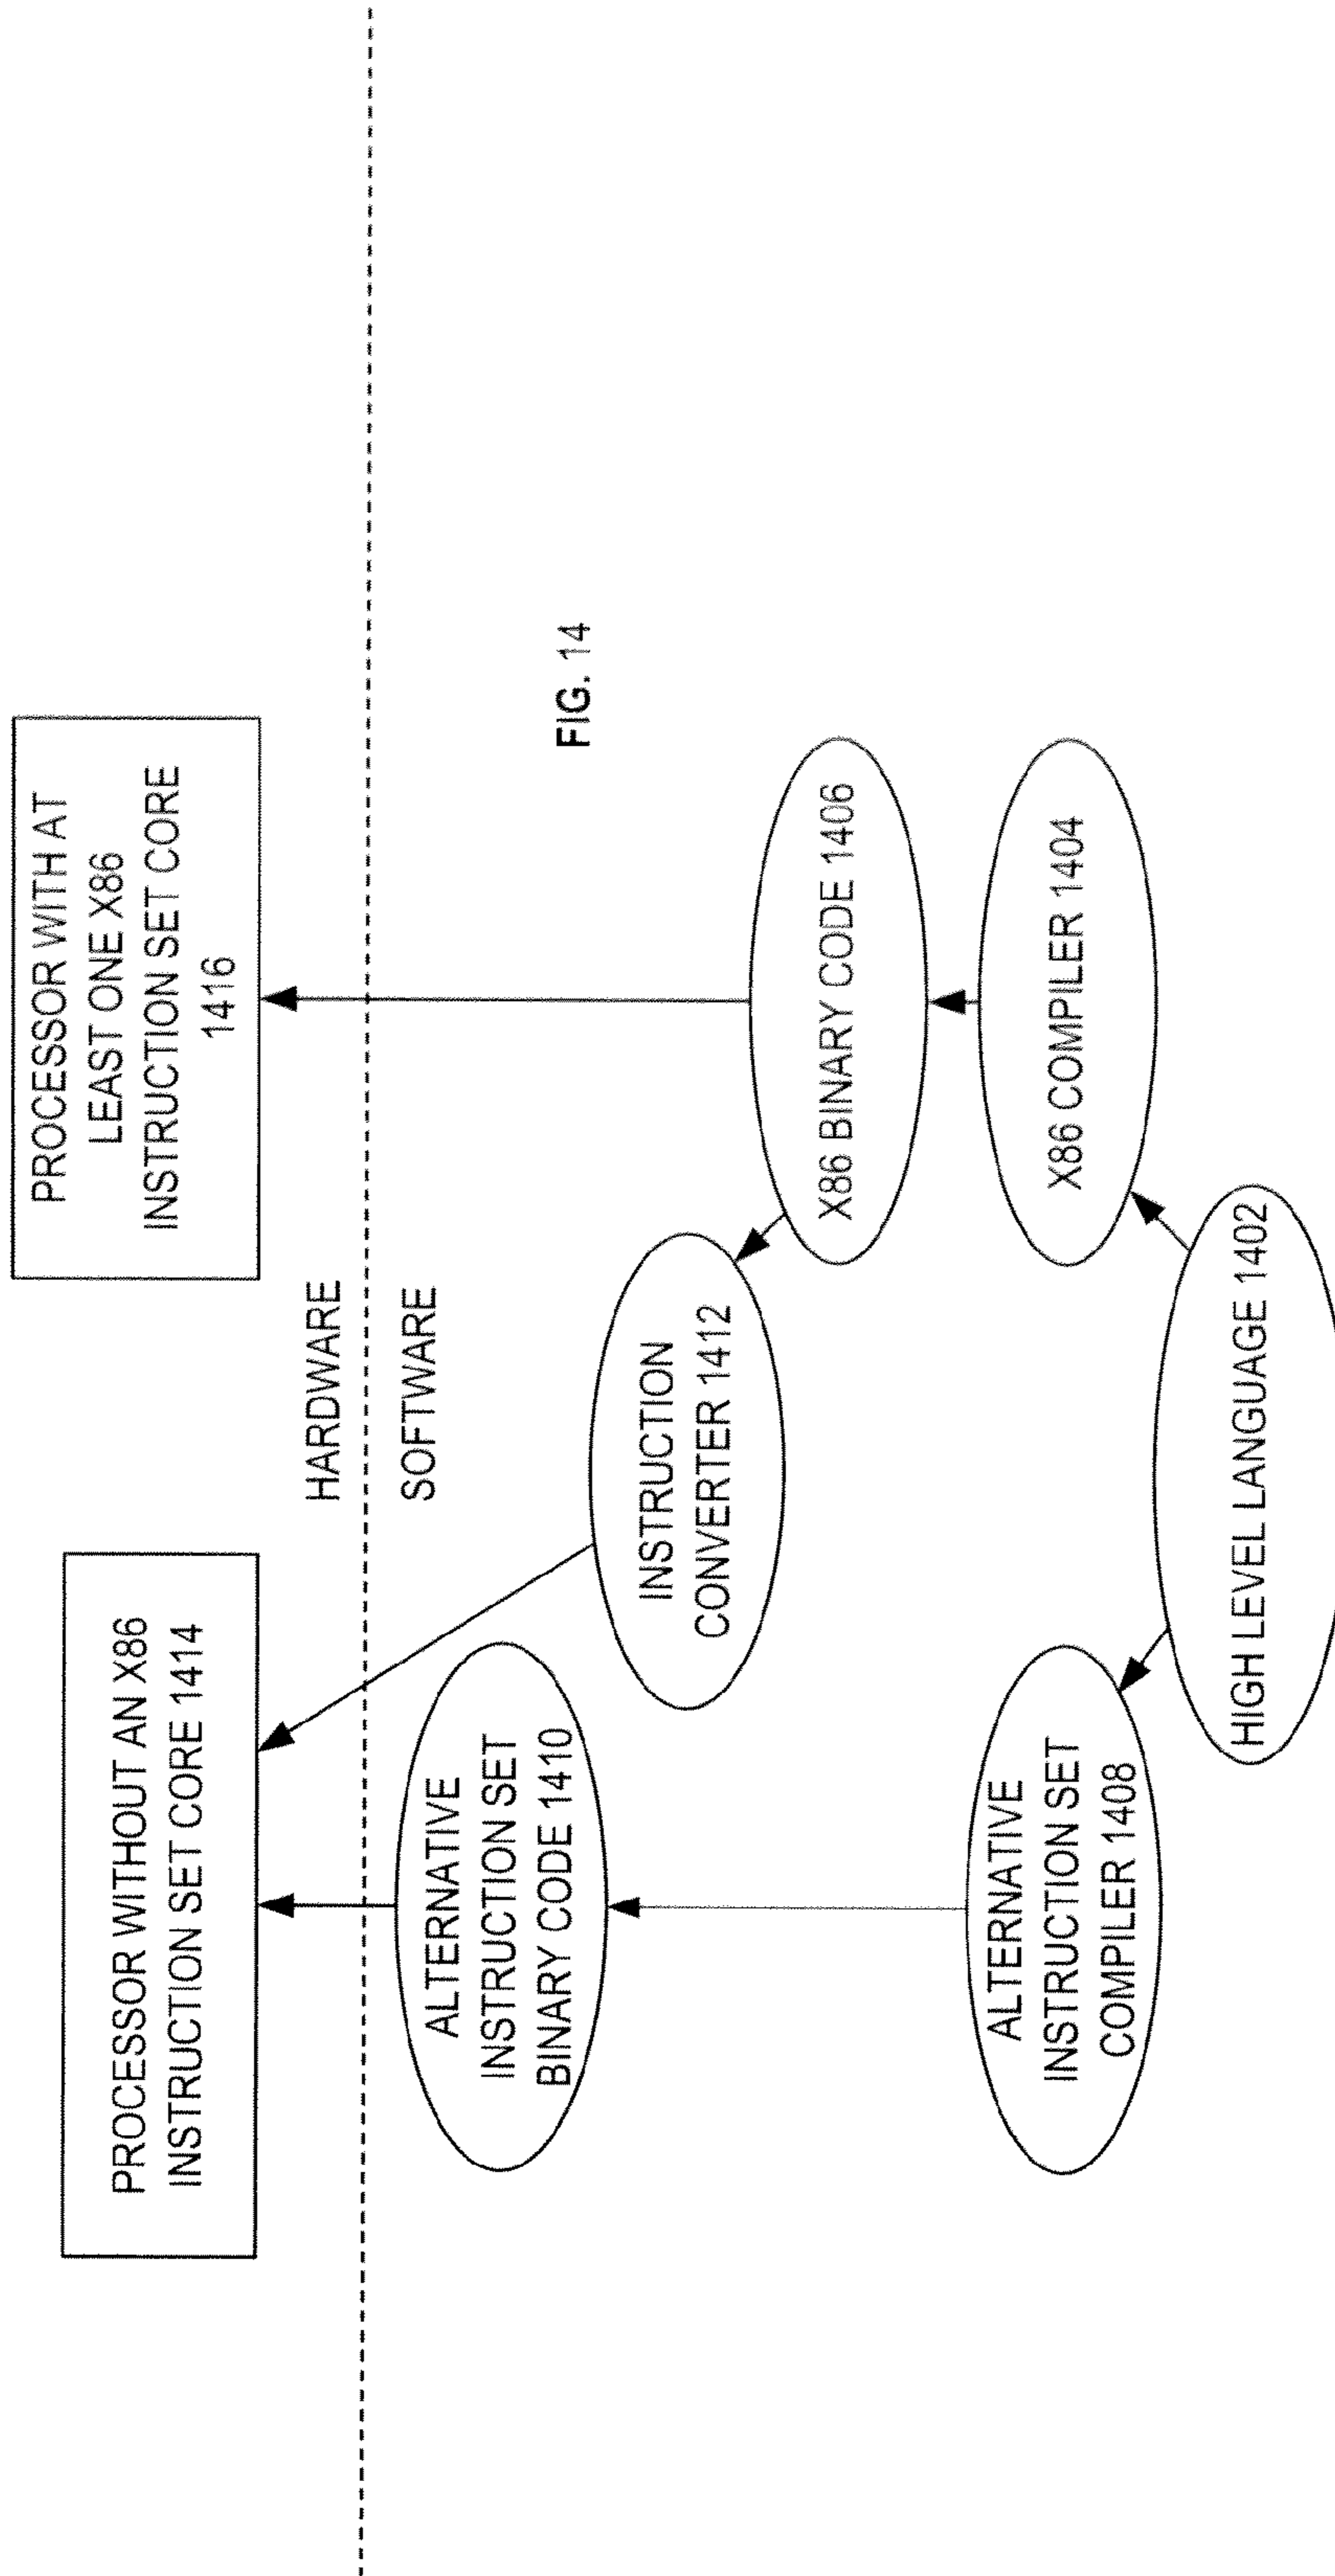 PROCESSOR WITHOUT AN X86
INSTRUCTION SET CORE 1414
PROCESSOR WITH AT
LEAST ONE X86
INSTRUCTION SET CORE
1416
HARDWARE
SOFTWARE
ALTERNATIVE
INSTRUCTION SET
BINARY CODE 1410
INSTRUCTION
CONVERTER 1412
FIG. 14
X86 BINARY CODE 1406
ALTERNATIVE
INSTRUCTION SET
COMPILER 1408
X86 COMPILER 1404
HIGH LEVEL LANGUAGE 1402